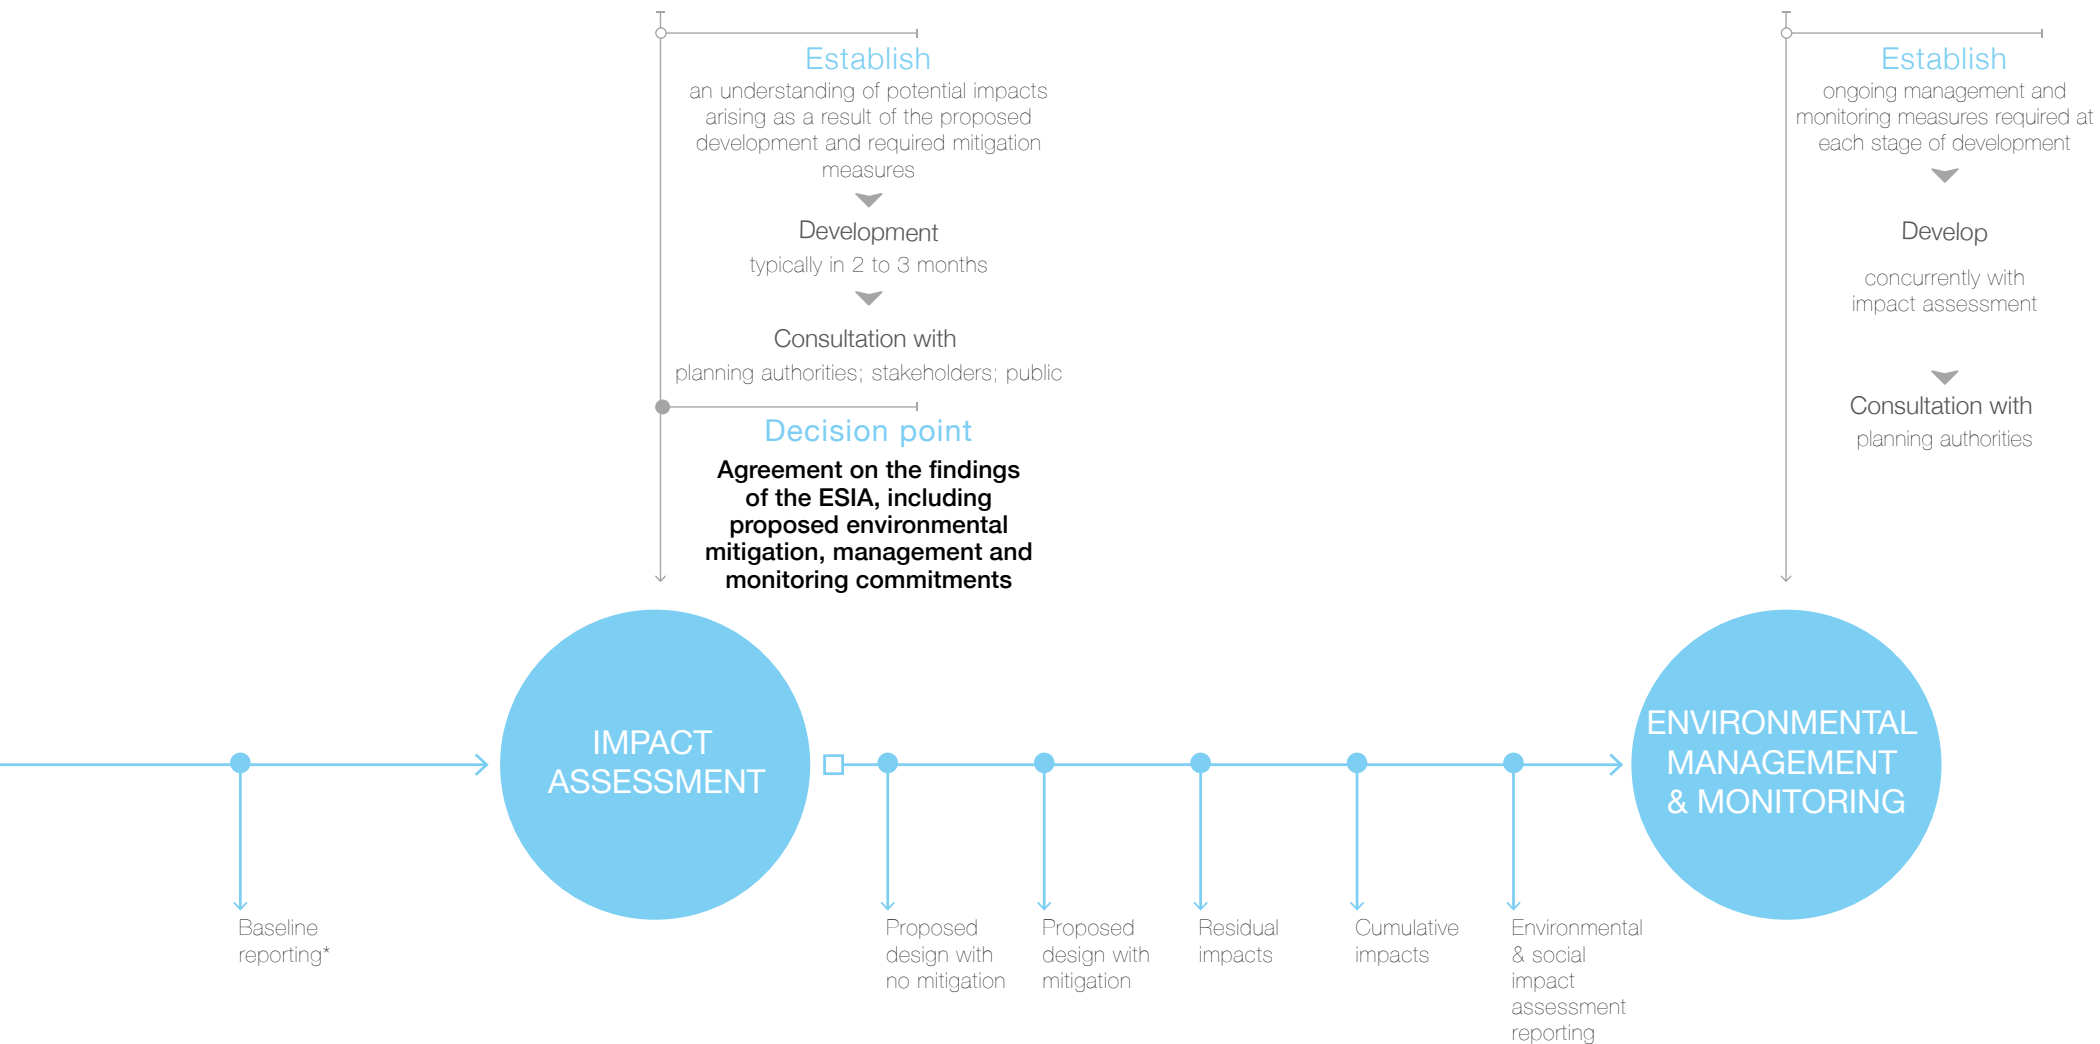 Establish
an understanding of potential impacts
arising as a result of the proposed
development and required mitigation
measures
Development
typically in 2 to 3 months
Consultation with
planning authorities; stakeholders; public
Decision point
Agreement on the findings
of the ESIA, including
proposed environmental
mitigation, management and
monitoring commitments
Establish
ongoing management and
monitoring measures required at
each stage of development
Develop
concurrently with
impact assessment
Consultation with
planning authorities
IMPACT
ASSESSMENT
ENVIRONMENTAL
MANAGEMENT
& MONITORING
Baseline
reporting*
Proposed
design with
no mitigation
Proposed
design with
mitigation
Residual
impacts
Cumulative
impacts
Environmental
& social
impact
assessment
reporting